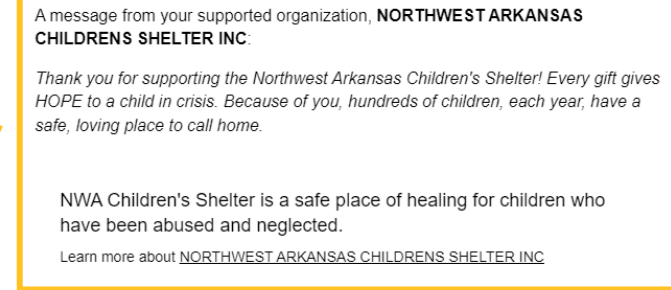 A message from your supported organization, NORTHWEST ARKANSAS
CHILDRENS SHELTER INC:
Thank you for supporting the Northwest Arkansas Children's Shelter! Every gift gives
HOPE to a child in crisis. Because of you, hundreds of children, each year, have a
safe, loving place to call home.
NWA Children's Shelter is a safe place of healing for children who
have been abused and neglected.
Learn more about NORTHWEST ARKANSAS CHILDRENS SHELTER INC